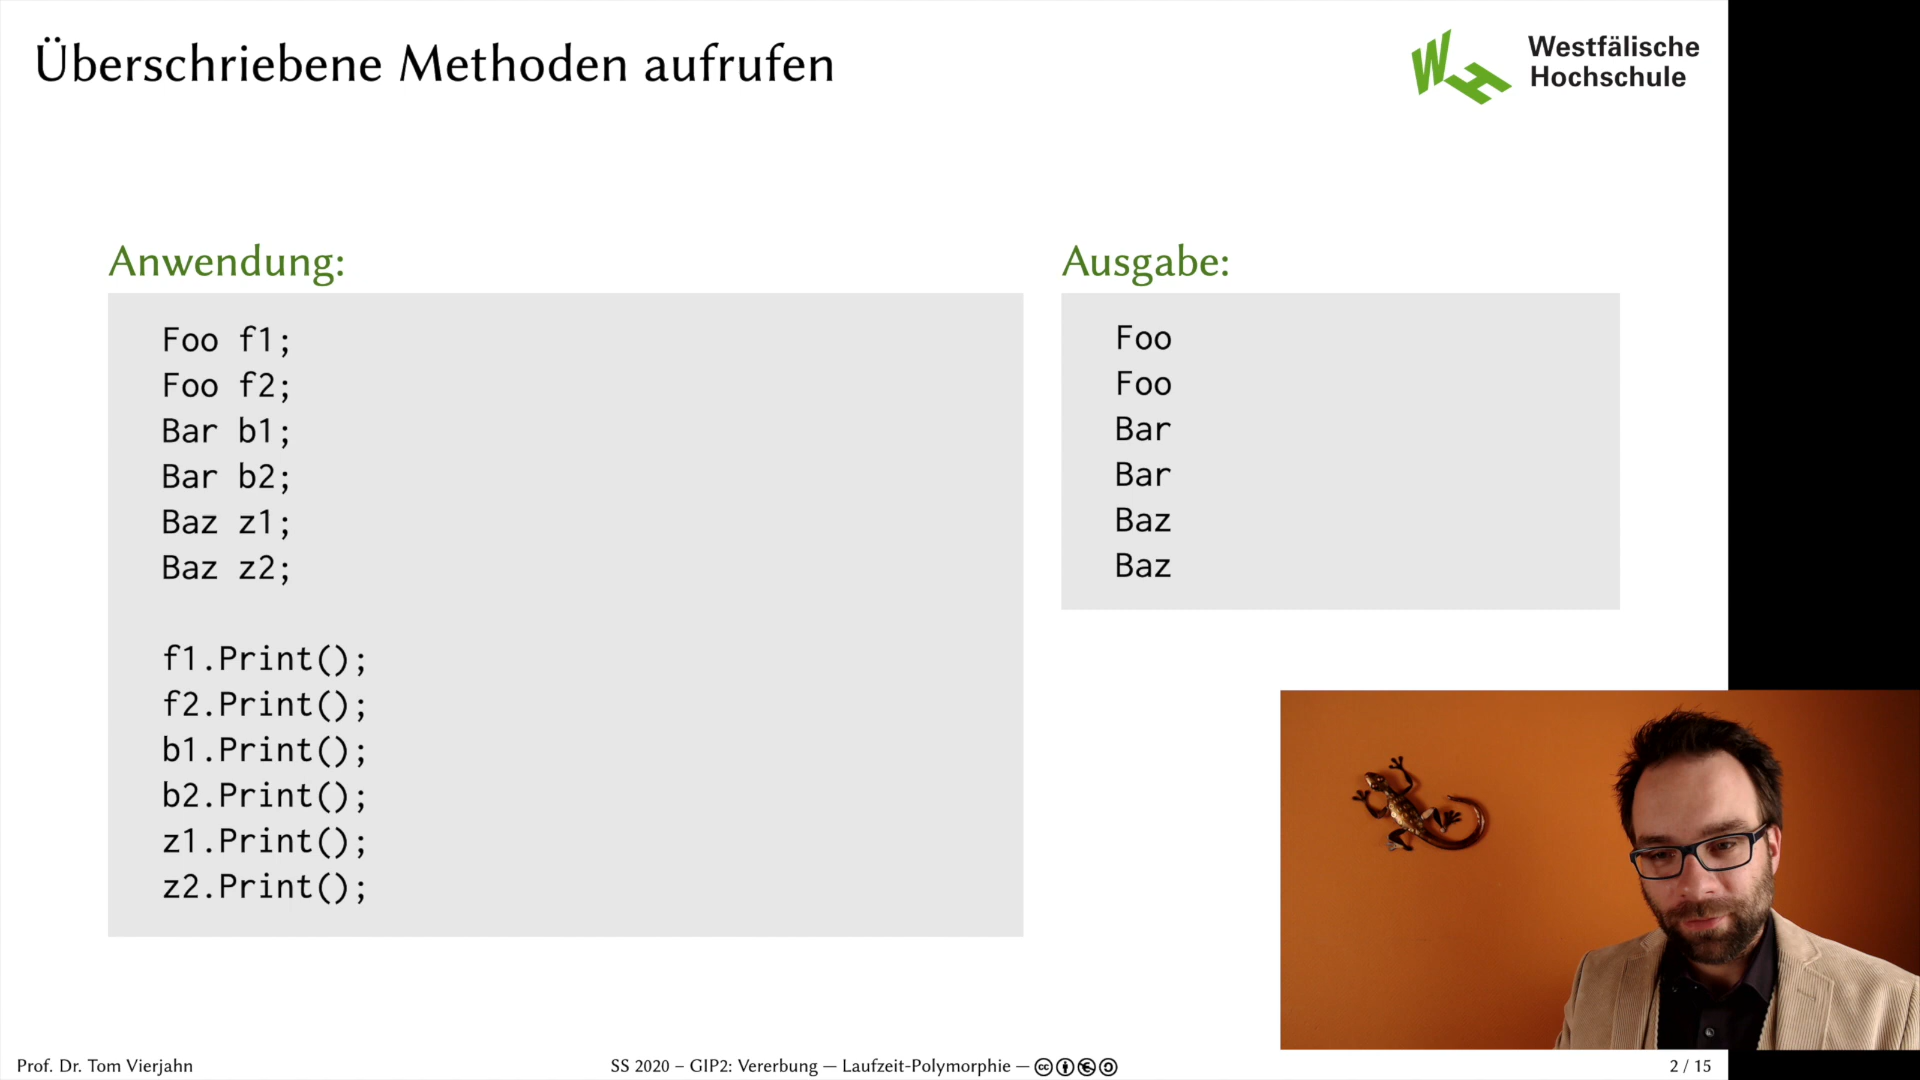 Überschriebene Methoden aufrufen
Westfälische
Hochschule
Anwendung:
Foo f1;
Foo f2;
Bar b1;
Bar b2;
Baz z1;
Baz z2;
f1.Print();
f2.Print();
b1.Print();
b2.Print();
z1.Print();
z2.Print();
Ausgabe:
Foo
Foo
Bar
Bar
Baz
Baz
Prof. Dr. Tom Vierjahn
SS 2020 – GIP2: Vererbung — Laufzeit-Polymorphie —
2 / 15